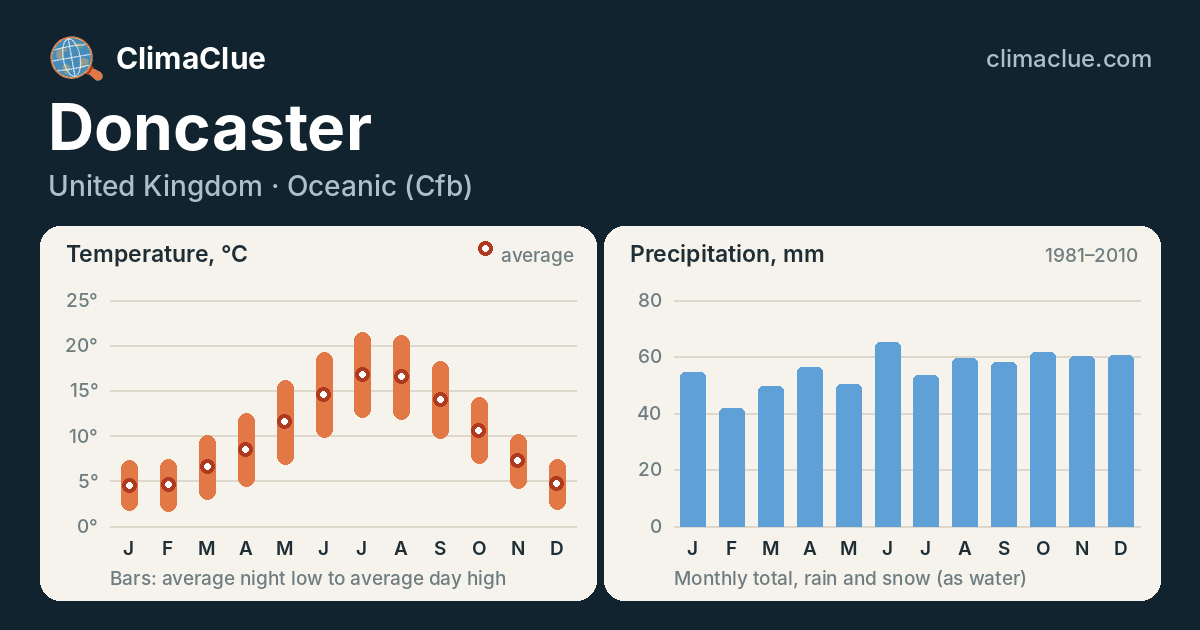 ClimaClue
climaclue.com
Doncaster
United Kingdom · Oceanic (Cfb)
Temperature, °C
average
25°
20°
15°
10°
5°
0°
J F M A M J J A S O N D
Bars: average night low to average day high
Precipitation, mm
1981–2010
80
60
40
20
0
J F M A M J J A S O N D
Monthly total, rain and snow (as water)